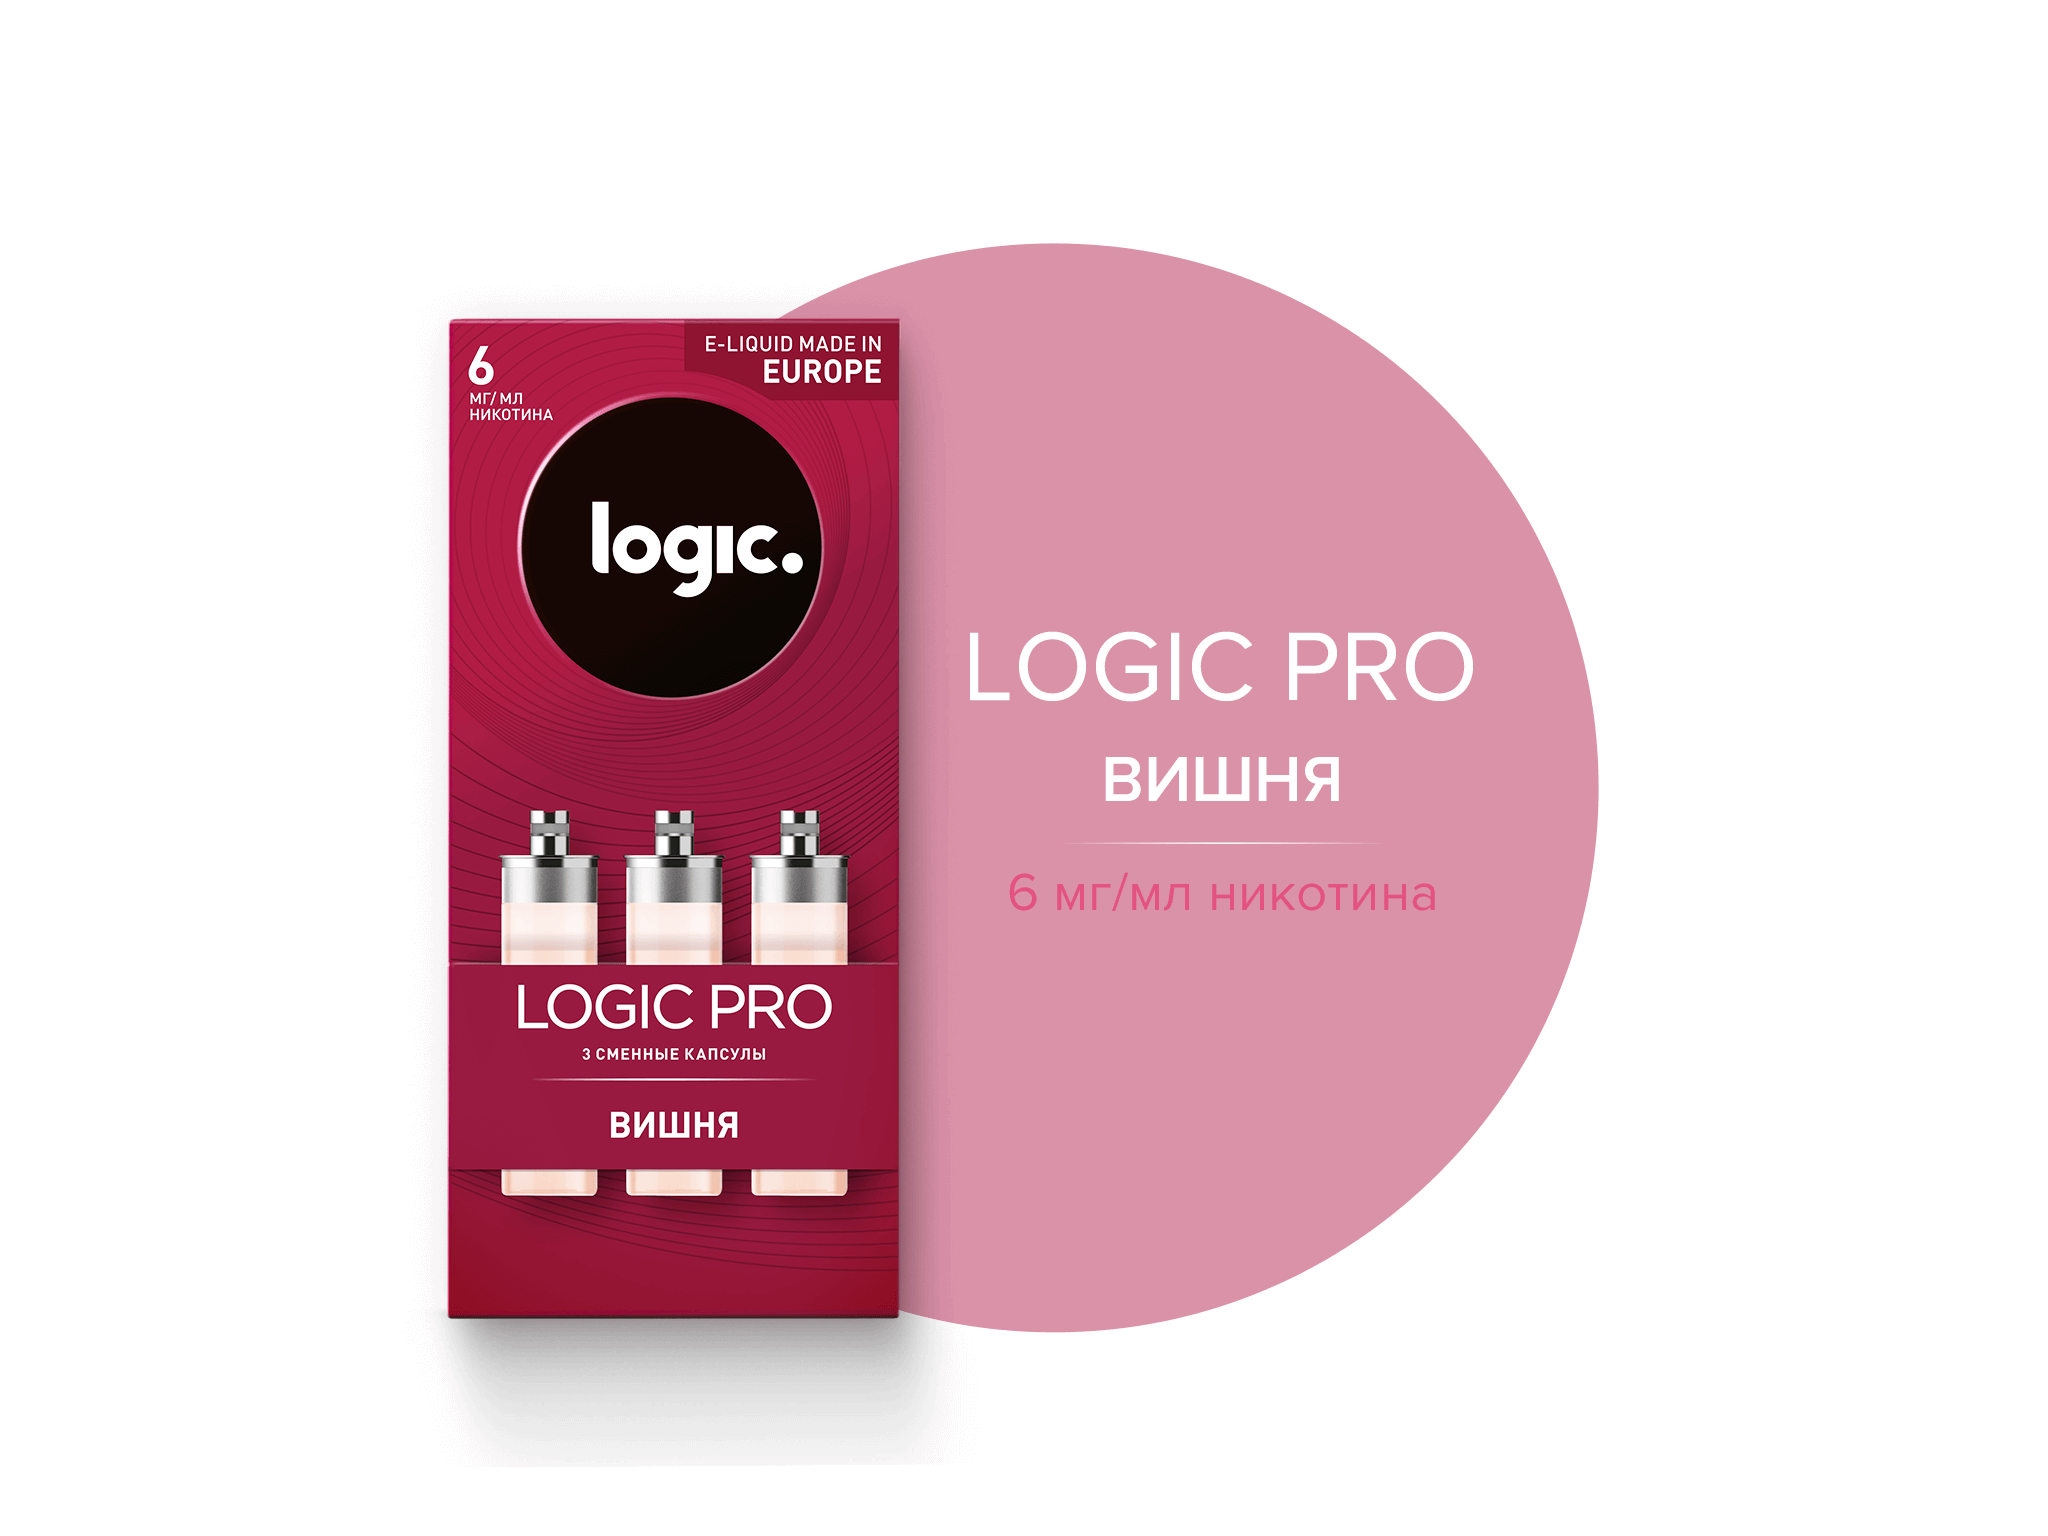 6
МГ/МЛ
НИКОТИНА
E-LIQUID MADE IN
EUROPE
logic.
LOGIC PRO
3 СМЕННЫЕ КАПСУЛЫ
ВИШНЯ
LOGIC PRO
ВИШНЯ
6 мг/мл никотина